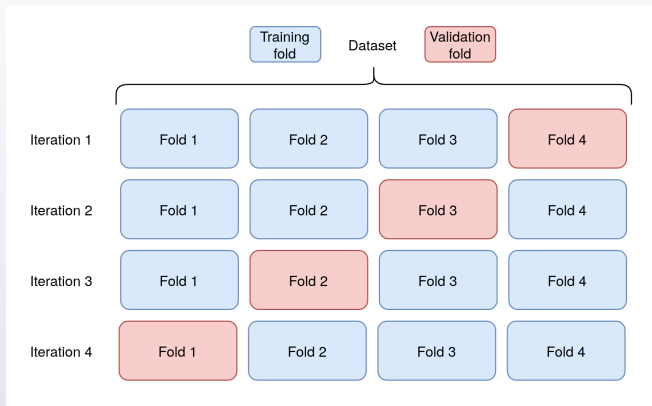 Training
fold
Dataset
Validation
fold
Iteration 1
Fold 1
Fold 2
Fold 3
Fold 4
Iteration 2
Fold 1
Fold 2
Fold 3
Fold 4
Iteration 3
Fold 1
Fold 2
Fold 3
Fold 4
Iteration 4
Fold 1
Fold 2
Fold 3
Fold 4